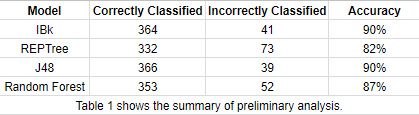 Model Correctly Classified Incorrectly Classified Accuracy
IBk 364 41 90%
REPTree 332 73 82%
J48 366 39 90%
Random Forest 353 52 87%
Table 1 shows the summary of preliminary analysis.